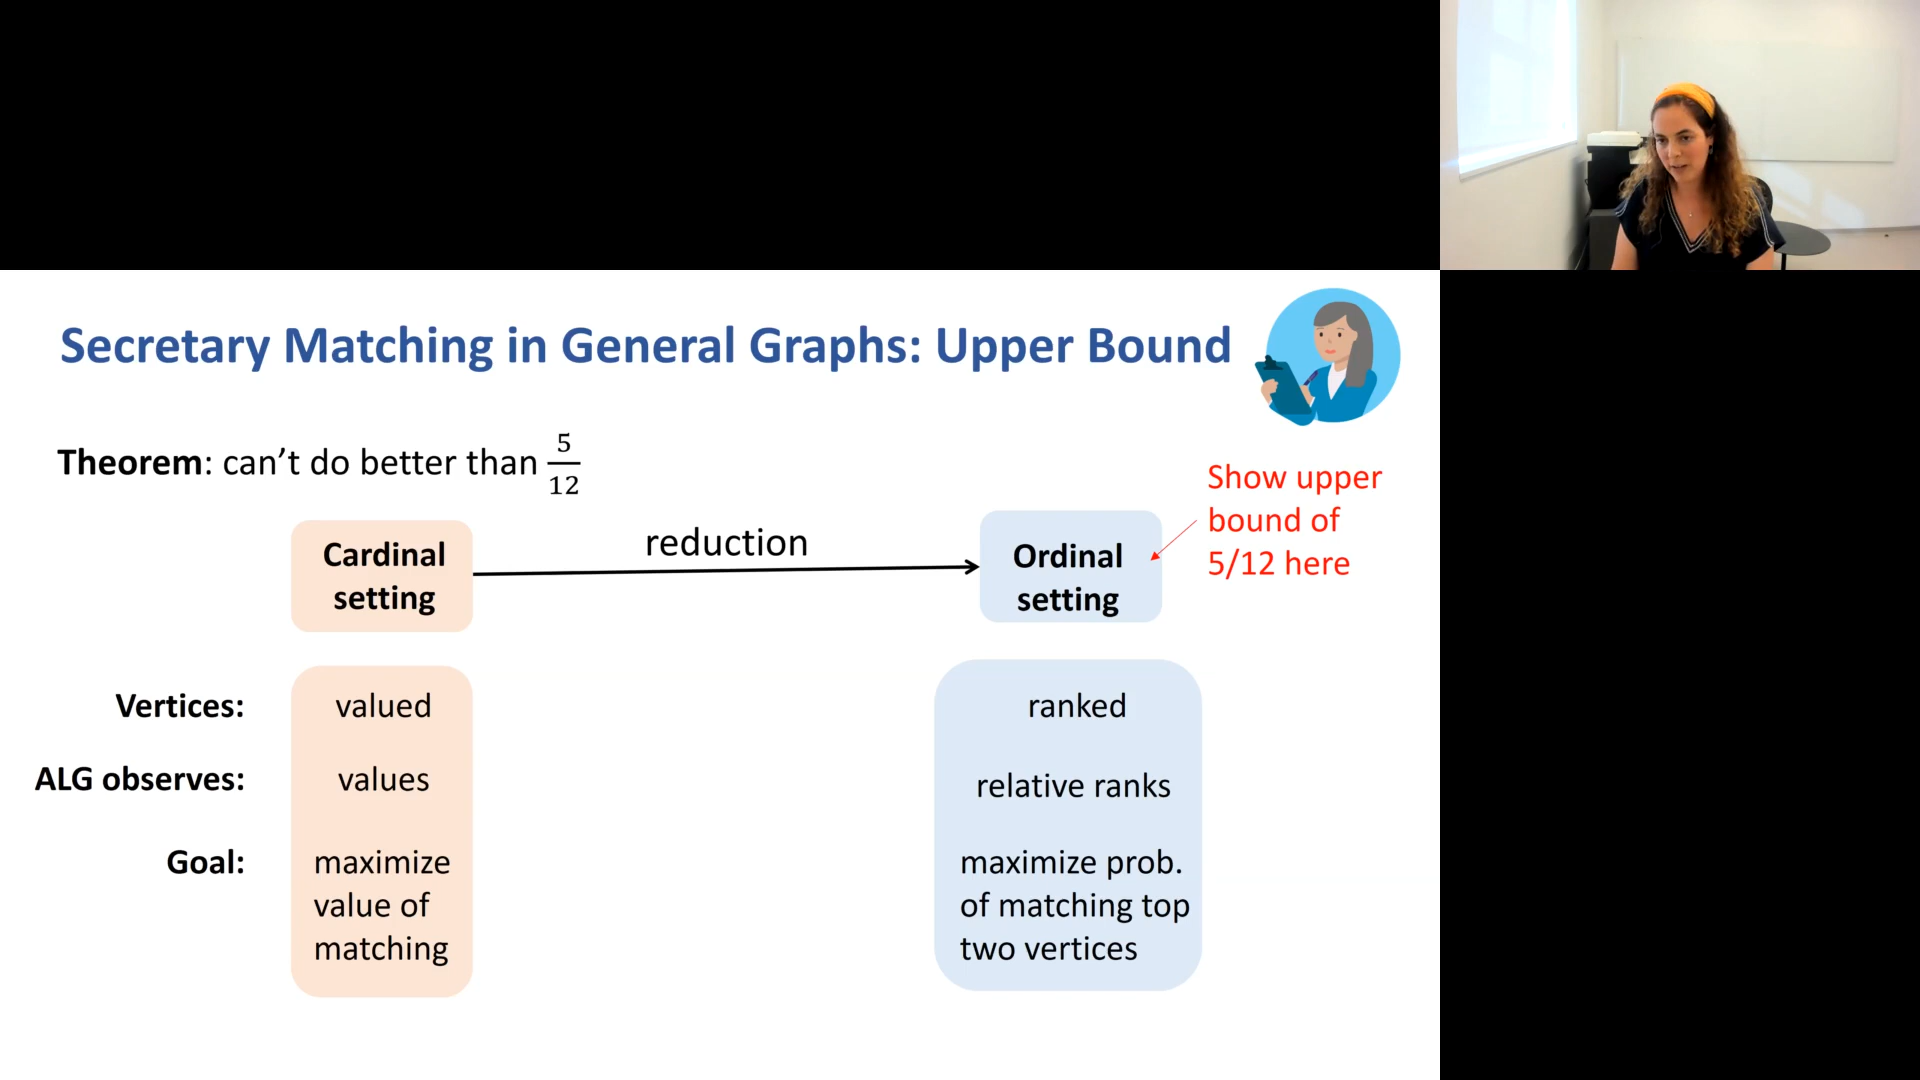 Secretary Matching in General Graphs: Upper Bound
Theorem: can't do better than 5/12
Show upper
bound of
5/12 here
Cardinal
setting
reduction
Ordinal
setting
Vertices:
valued
ranked
ALG observes:
values
relative ranks
Goal:
maximize
value of
matching
maximize prob.
of matching top
two vertices